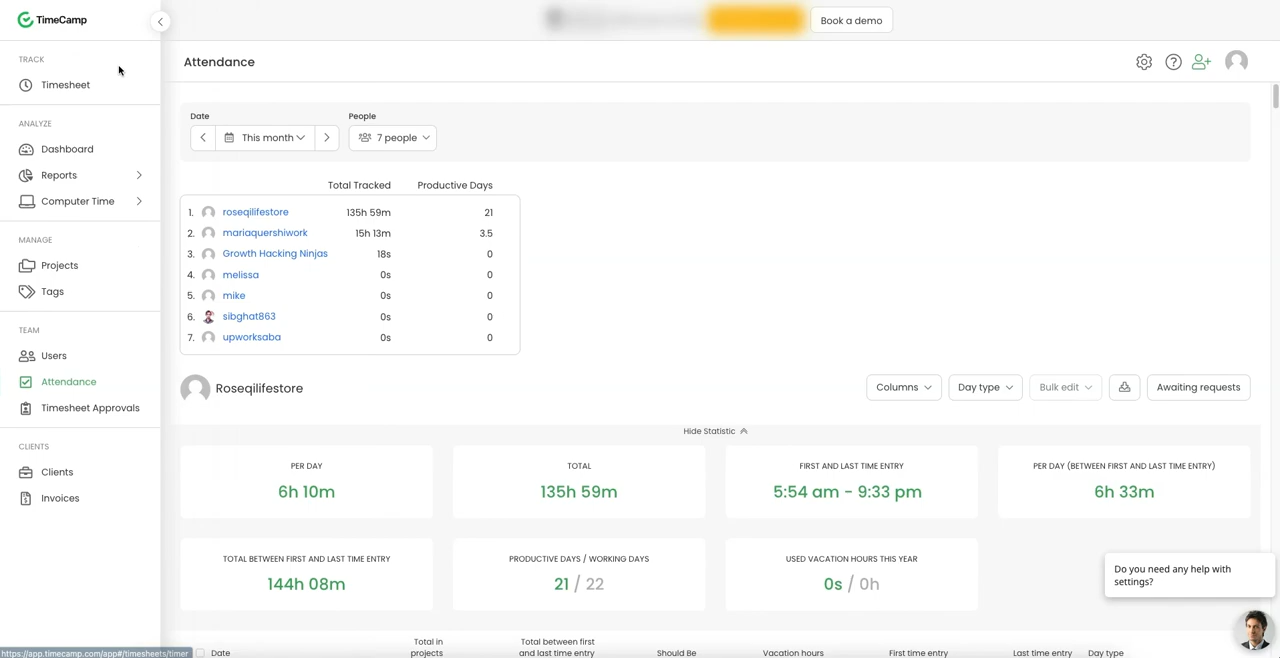 TimeCamp
Book a demo
TRACK
Timesheet
ANALYZE
Dashboard
Reports
Computer Time
MANAGE
Projects
Tags
TEAM
Users
Attendance
Timesheet Approvals
CLIENTS
Clients
Invoices
https://app.timecamp.com/app#/timesheets/timer
Attendance
Date
People
This month
7 people
Total Tracked Productive Days
1. roseqilifestore 135h 59m 21
2. mariaquershiwork 15h 13m 3.5
3. Growth Hacking Ninjas 18s 0
4. melissa 0s 0
5. mike 0s 0
6. sibghat863 0s 0
7. upworksaba 0s 0
Roseqilifestore
Columns
Day type
Bulk edit
Awaiting requests
Hide Statistic
PER DAY
6h 10m
TOTAL
135h 59m
FIRST AND LAST TIME ENTRY
5:54 am - 9:33 pm
PER DAY (BETWEEN FIRST AND LAST TIME ENTRY)
6h 33m
TOTAL BETWEEN FIRST AND LAST TIME ENTRY
144h 08m
PRODUCTIVE DAYS / WORKING DAYS
21 / 22
USED VACATION HOURS THIS YEAR
0s / 0h
Do you need any help with
settings?
Date
Total in
projects
Total between first
and last time entry
Should Be
Vacation hours
First time entry
Last time entry
Day type